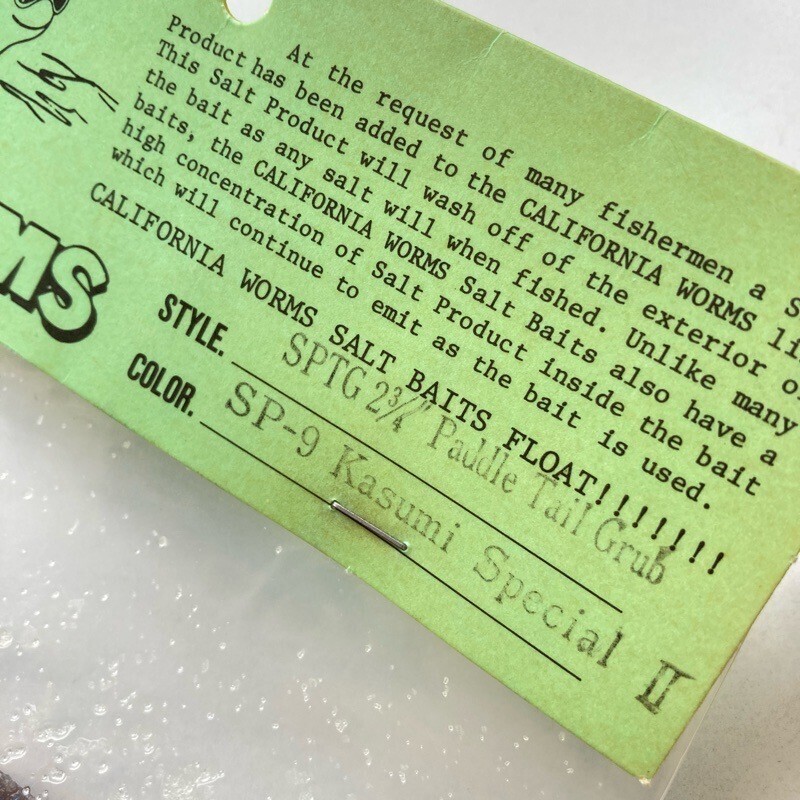 At the request of many fishermen a S
Product has been added to the CALIFORNIA WORMS li
This Salt Product will wash off of the exterior o
the bait as any salt will when fished. Unlike many
baits, the CALIFORNIA WORMS Salt Baits also have a
high concentration of Salt Product inside the bait
which will continue to emit as the bait is used.
CALIFORNIA WORMS SALT BAITS FLOAT!!!!!!!
MS
STYLE. SPTG 2¾" Paddle Tail Grub
COLOR. SP-9 Kasumi Special II